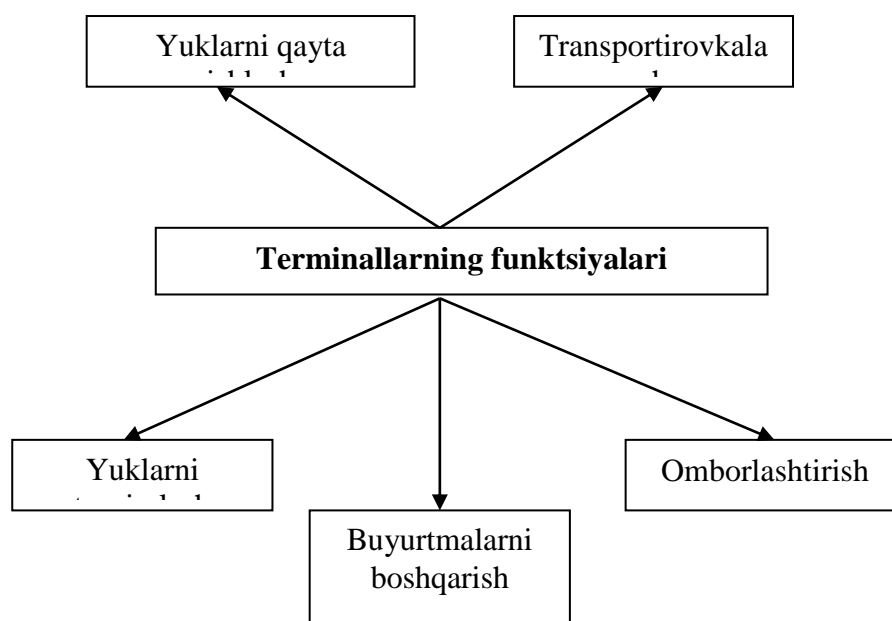 Yuklarni qayta
Transportirovkala
Terminallarning funktsiyalari
Yuklarni
Omborlashtirish
Buyurtmalarni
boshqarish